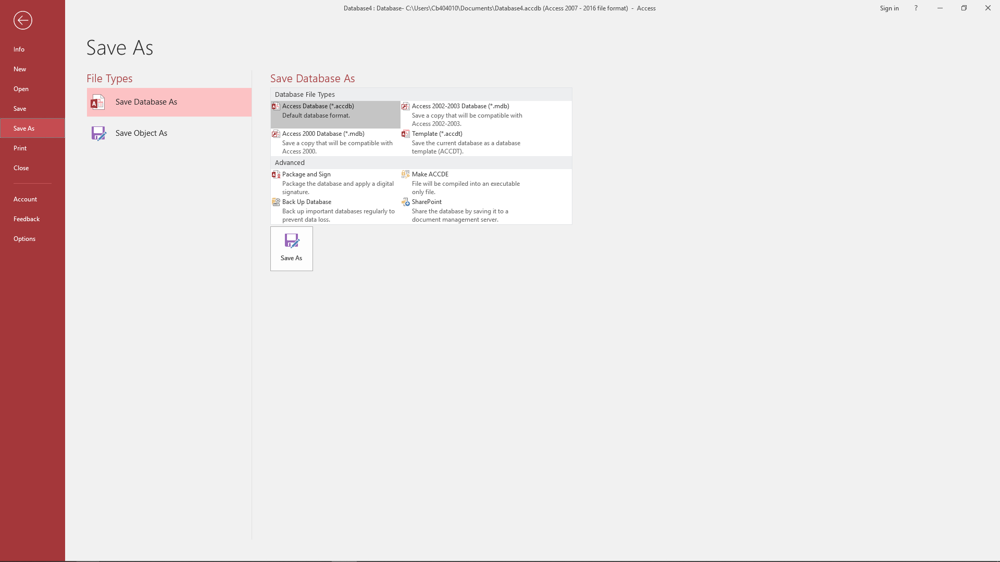 Database4 : Database- C:\Users\Cb404010\Documents\Database4.accdb (Access 2007 - 2016 file format)  -  Access
Sign in
?
Info
New
Open
Save
Save As
Print
Close
Account
Feedback
Options
Save As
File Types
Save Database As
Save Object As
Save Database As
Database File Types
Access Database (*.accdb)
Default database format.
Access 2002-2003 Database (*.mdb)
Save a copy that will be compatible with
Access 2002-2003.
Access 2000 Database (*.mdb)
Save a copy that will be compatible with
Access 2000.
Template (*.accdt)
Save the current database as a database
template (ACCDT).
Advanced
Package and Sign
Package the database and apply a digital
signature.
Make ACCDE
File will be compiled into an executable
only file.
Back Up Database
Back up important databases regularly to
prevent data loss.
SharePoint
Share the database by saving it to a
document management server.
Save As